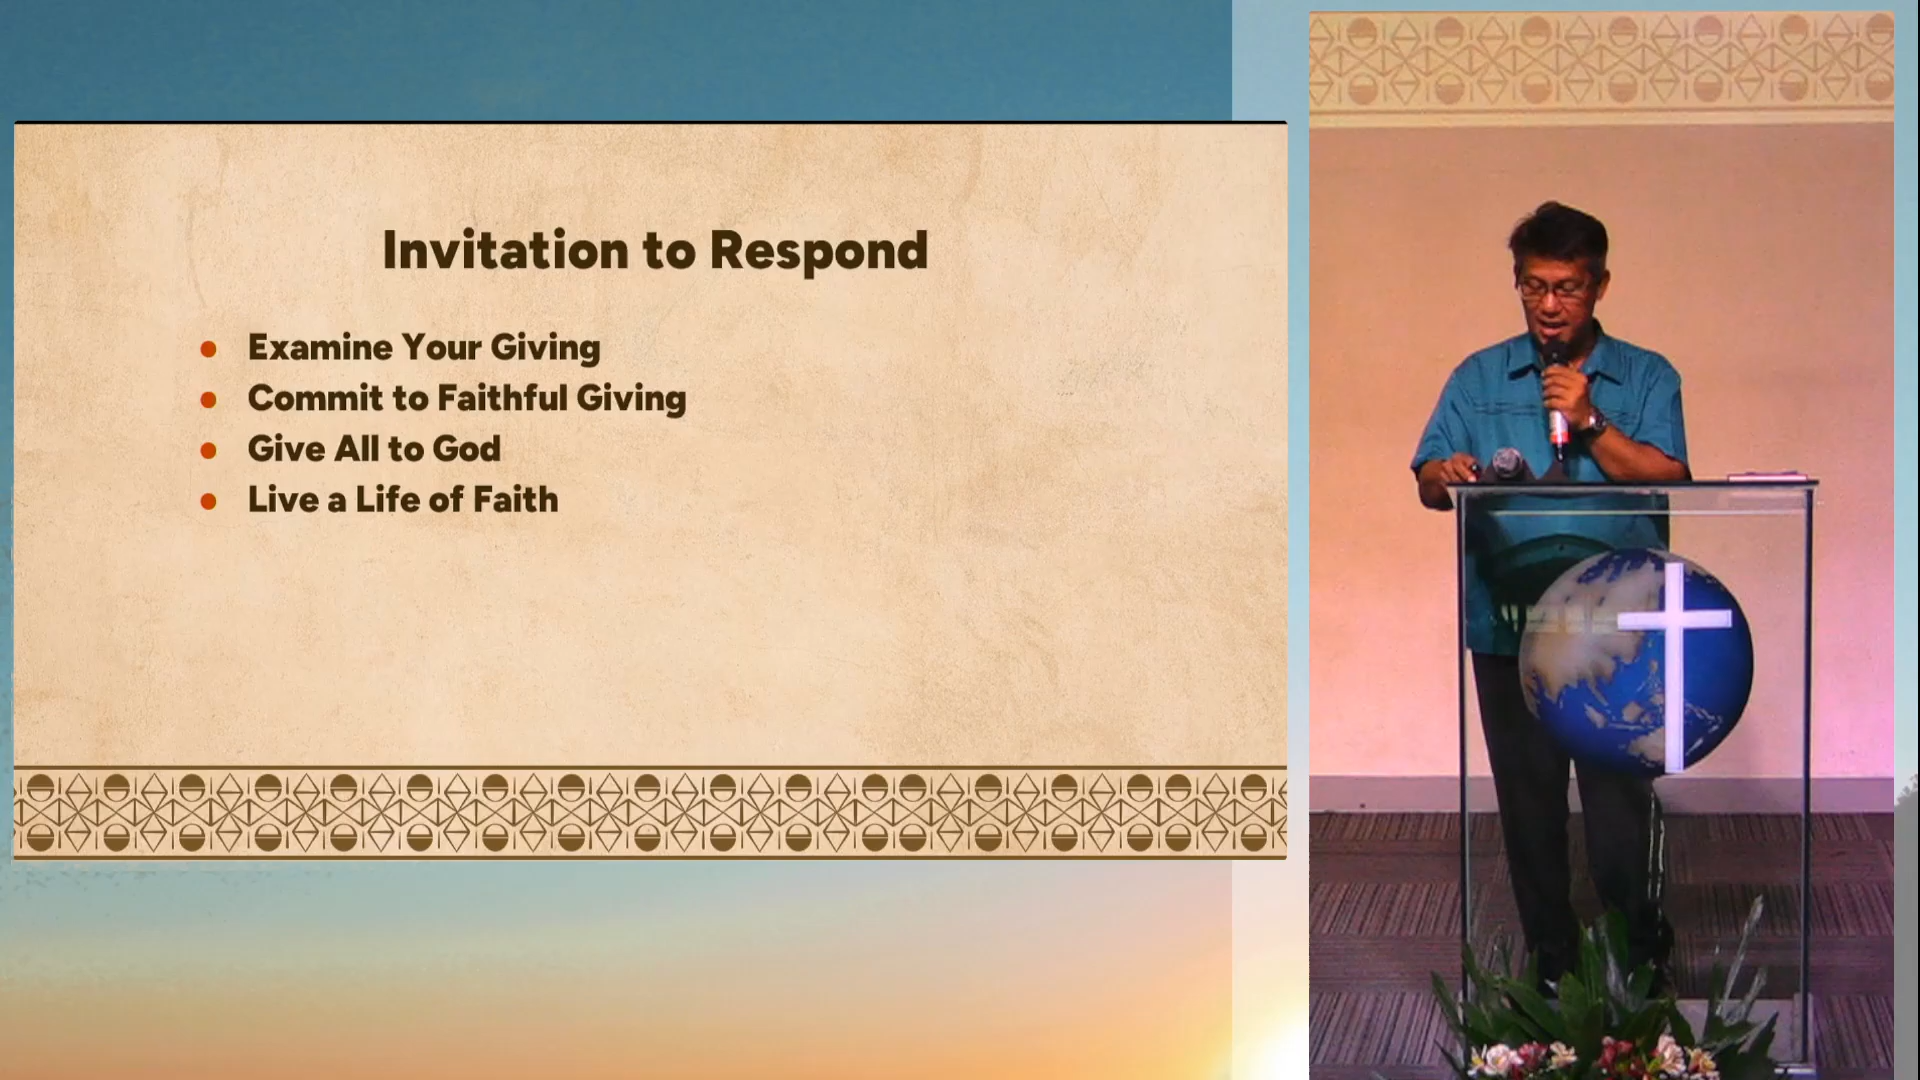 Invitation to Respond
Examine Your Giving
Commit to Faithful Giving
Give All to God
Live a Life of Faith